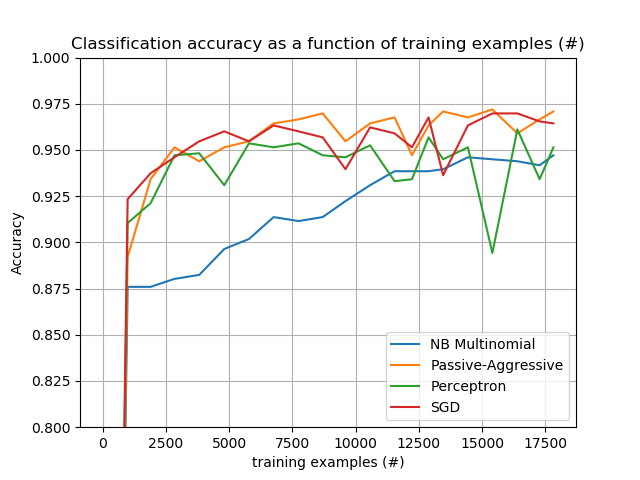 Classification accuracy as a function of training examples (#)
1.000
0.975
0.950
0.925
0.900
0.875
0.850
0.825
0.800
Accuracy
NB Multinomial
Passive-Aggressive
Perceptron
SGD
0 2500 5000 7500 10000 12500 15000 17500
training examples (#)